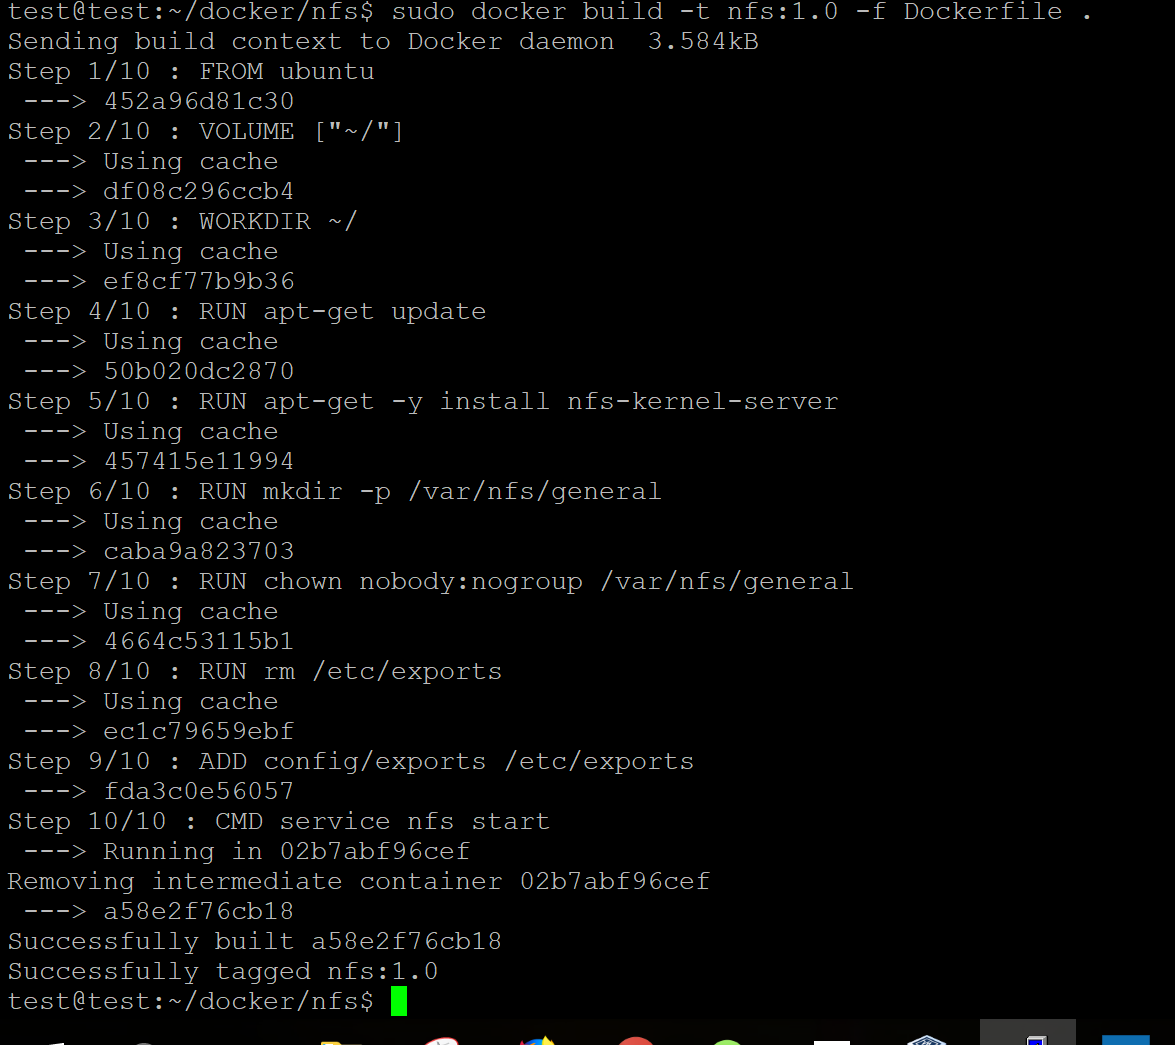 test@test:~/docker/nfs$ sudo docker build -t nfs:1.0 -f Dockerfile .
Sending build context to Docker daemon  3.584kB
Step 1/10 : FROM ubuntu
 ---> 452a96d81c30
Step 2/10 : VOLUME ["~/"]
 ---> Using cache
 ---> df08c296ccb4
Step 3/10 : WORKDIR ~/
 ---> Using cache
 ---> ef8cf77b9b36
Step 4/10 : RUN apt-get update
 ---> Using cache
 ---> 50b020dc2870
Step 5/10 : RUN apt-get -y install nfs-kernel-server
 ---> Using cache
 ---> 457415e11994
Step 6/10 : RUN mkdir -p /var/nfs/general
 ---> Using cache
 ---> caba9a823703
Step 7/10 : RUN chown nobody:nogroup /var/nfs/general
 ---> Using cache
 ---> 4664c53115b1
Step 8/10 : RUN rm /etc/exports
 ---> Using cache
 ---> ec1c79659ebf
Step 9/10 : ADD config/exports /etc/exports
 ---> fda3c0e56057
Step 10/10 : CMD service nfs start
 ---> Running in 02b7abf96cef
Removing intermediate container 02b7abf96cef
 ---> a58e2f76cb18
Successfully built a58e2f76cb18
Successfully tagged nfs:1.0
test@test:~/docker/nfs$